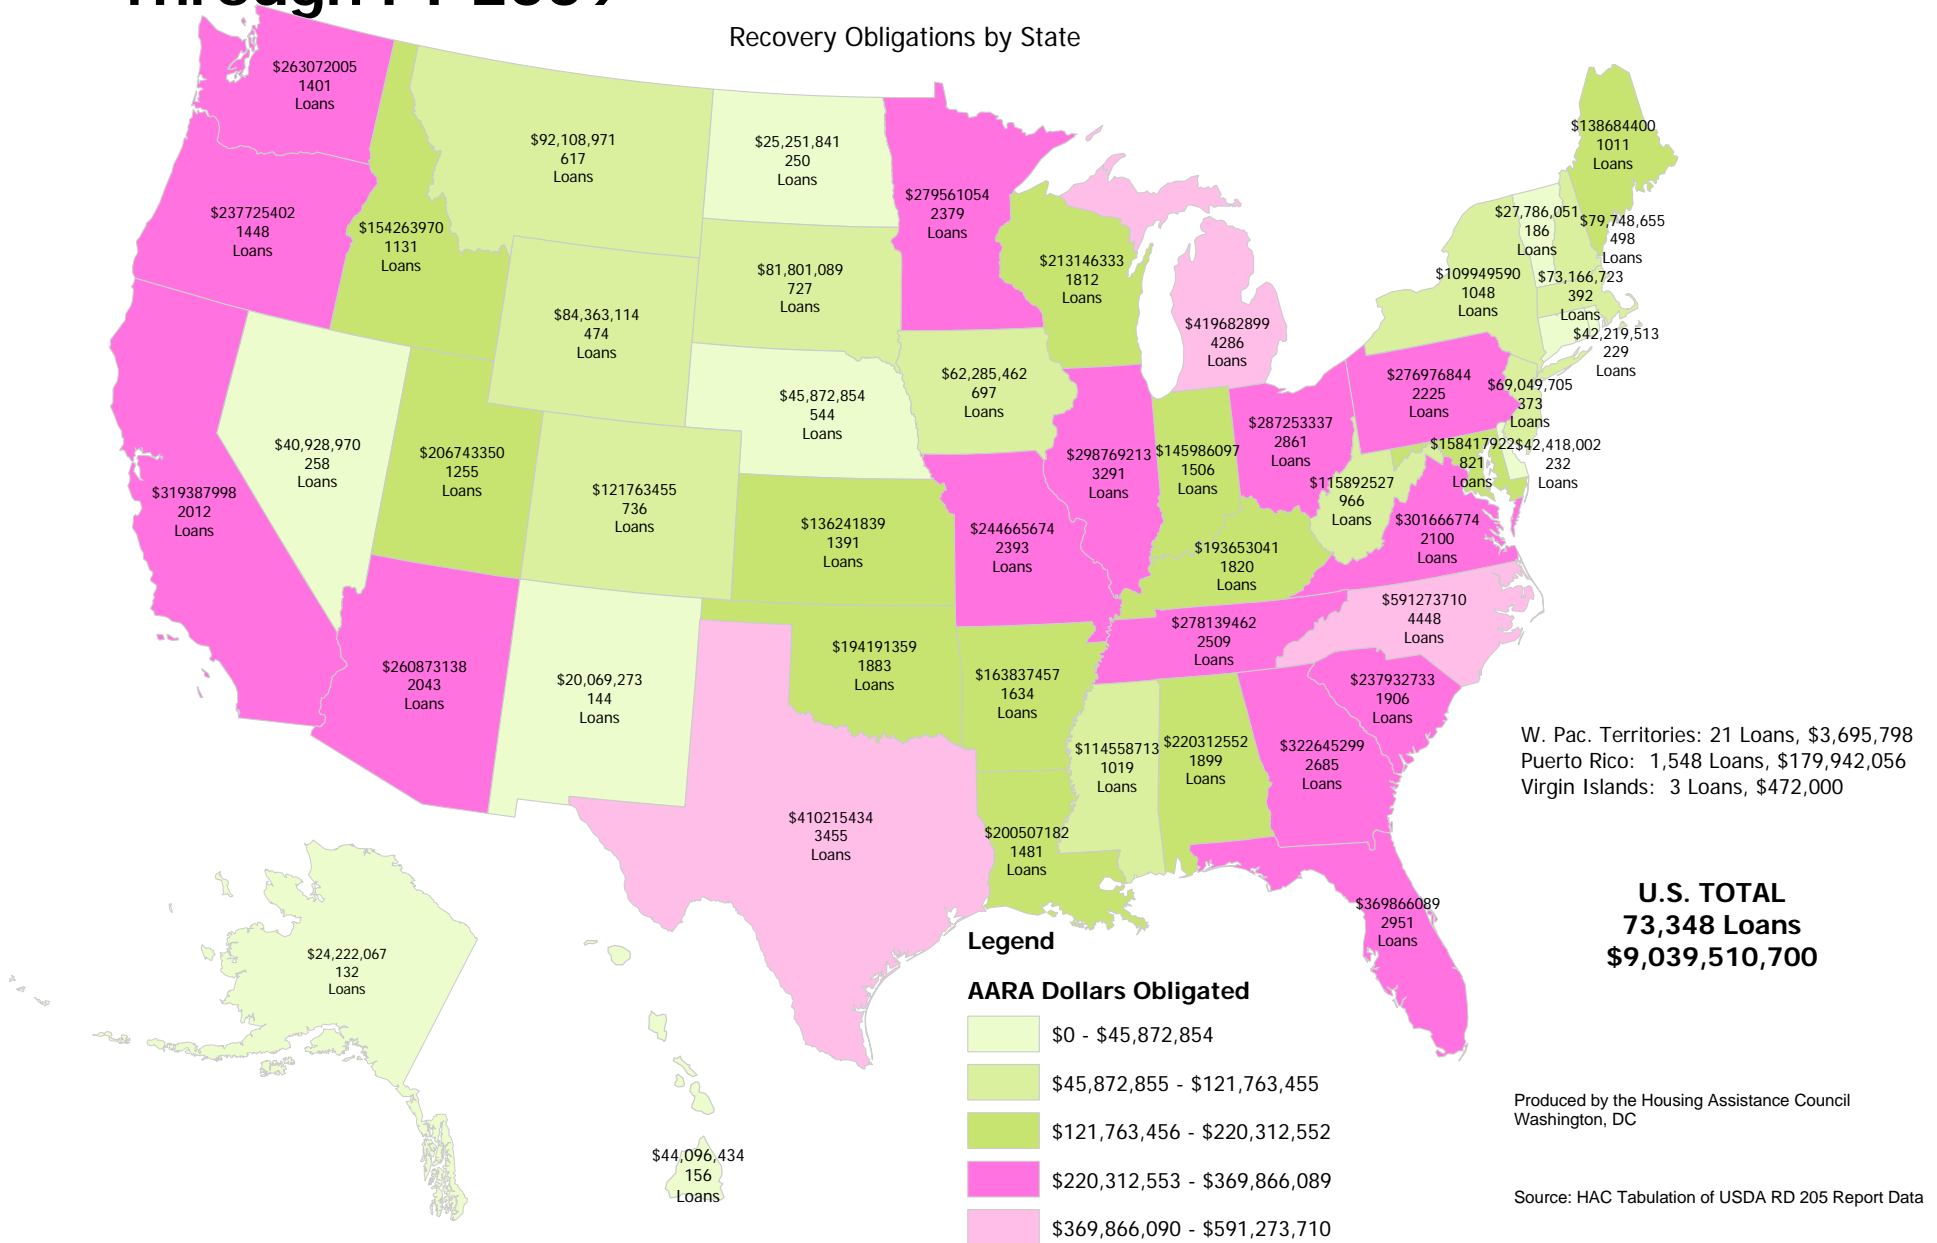 Through FY 2009
Recovery Obligations by State
$263072005
1401
Loans
$92,108,971
617
Loans
$25,251,841
250
Loans
$279561054
2379
Loans
$138684400
1011
Loans
$237725402
1448
Loans
$154263970
1131
Loans
$81,801,089
727
Loans
$213146333
1812
Loans
$27,786,051
186
Loans
$79,748,655
498
Loans
$109949590
1048
Loans
$73,166,723
392
Loans
$84,363,114
474
Loans
$419682899
4286
Loans
$42,219,513
229
Loans
$62,285,462
697
Loans
$276976844
2225
Loans
$69,049,705
373
Loans
$45,872,854
544
Loans
$287253337
2861
Loans
$40,928,970
258
Loans
$206743350
1255
Loans
$298769213
3291
Loans
$145986097
1506
Loans
$158417922
821
Loans
$42,418,002
232
Loans
$319387998
2012
Loans
$121763455
736
Loans
$115892527
966
Loans
$136241839
1391
Loans
$244665674
2393
Loans
$301666774
2100
Loans
$193653041
1820
Loans
$591273710
4448
Loans
$278139462
2509
Loans
$260873138
2043
Loans
$20,069,273
144
Loans
$194191359
1883
Loans
$163837457
1634
Loans
$237932733
1906
Loans
$114558713
1019
Loans
$220312552
1899
Loans
$322645299
2685
Loans
W. Pac. Territories: 21 Loans, $3,695,798
Puerto Rico: 1,548 Loans, $179,942,056
Virgin Islands: 3 Loans, $472,000
$410215434
3455
Loans
$200507182
1481
Loans
$369866089
2951
Loans
U.S. TOTAL
73,348 Loans
$9,039,510,700
$24,222,067
132
Loans
$44,096,434
156
Loans
Legend
AARA Dollars Obligated
$0 - $45,872,854
$45,872,855 - $121,763,455
$121,763,456 - $220,312,552
$220,312,553 - $369,866,089
$369,866,090 - $591,273,710
Produced by the Housing Assistance Council
Washington, DC
Source: HAC Tabulation of USDA RD 205 Report Data